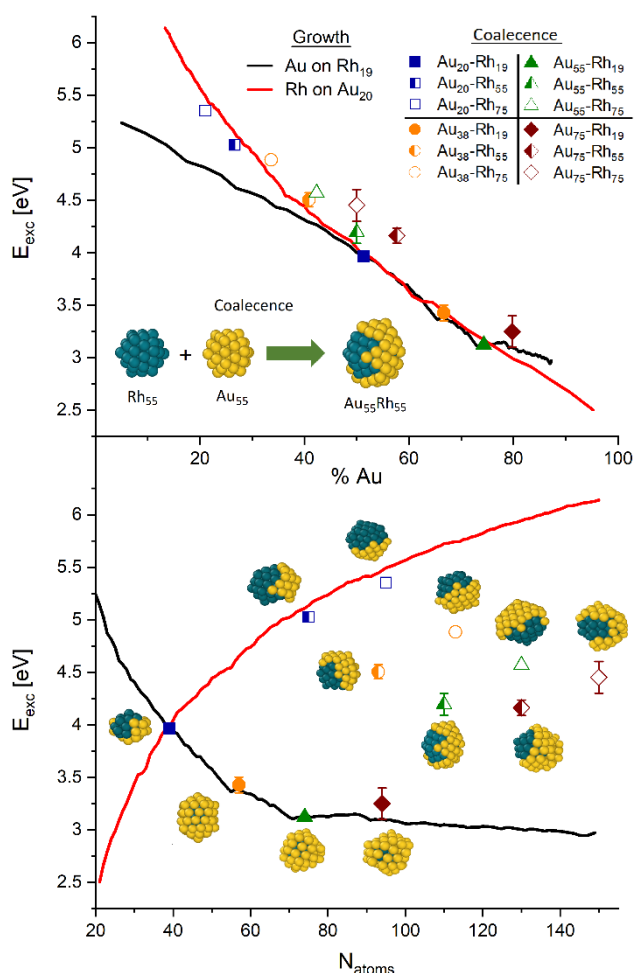 Growth
Au on Rh₁₉
Rh on Au₂₀
Coalecence
Au₂₀-Rh₁₉
Au₂₀-Rh₅₅
Au₂₀-Rh₇₅
Au₅₅-Rh₁₉
Au₅₅-Rh₅₅
Au₅₅-Rh₇₅
Au₃₈-Rh₁₉
Au₃₈-Rh₅₅
Au₃₈-Rh₇₅
Au₇₅-Rh₁₉
Au₇₅-Rh₅₅
Au₇₅-Rh₇₅
E_exc [eV]
6
5.5
5
4.5
4
3.5
3
2.5
Coalecence
+
Rh₅₅
Au₅₅
Au₅₅Rh₅₅
20 40 60 80 100
% Au
E_exc [eV]
6
5.5
5
4.5
4
3.5
3
2.5
20 40 60 80 100 120 140
N_atoms